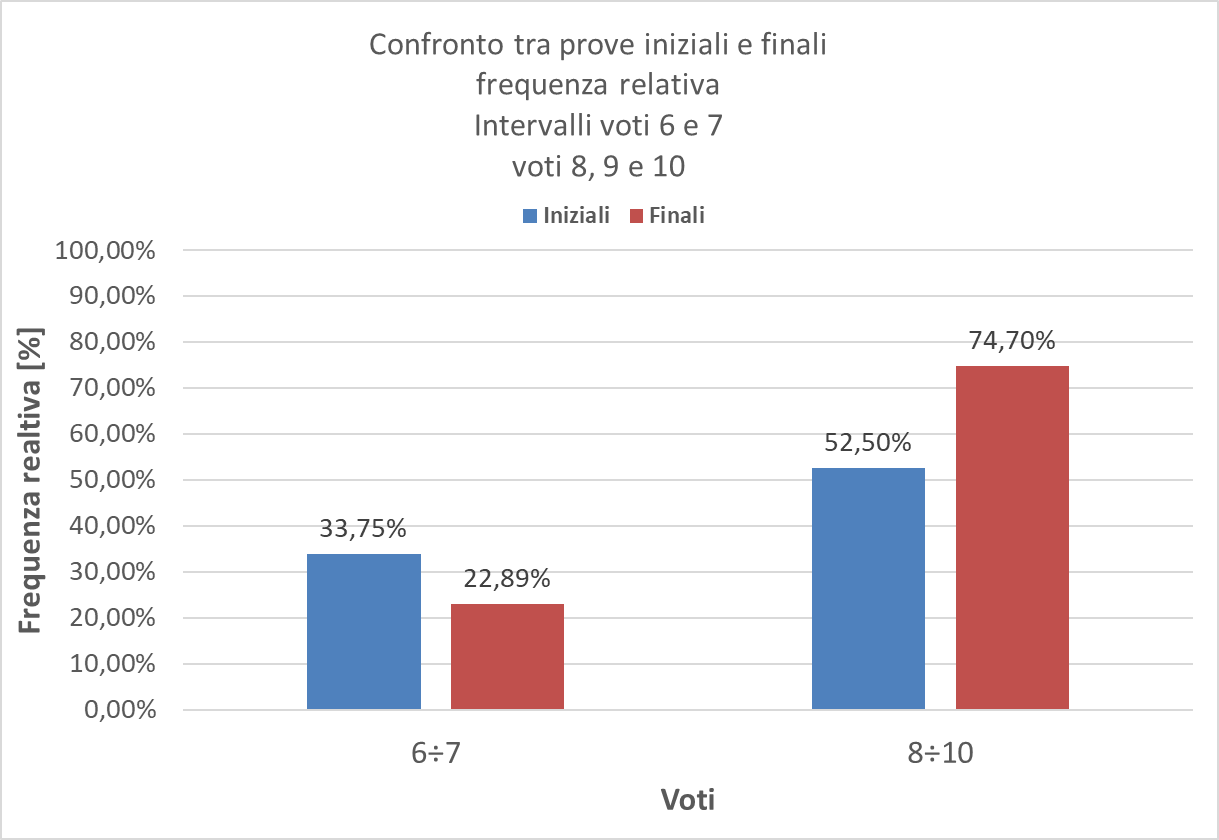 Confronto tra prove iniziali e finali
frequenza relativa
Intervalli voti 6 e 7
voti 8, 9 e 10
Iniziali Finali
100,00%
90,00%
80,00%
70,00%
60,00%
50,00%
40,00%
30,00%
20,00%
10,00%
0,00%
Frequenza realtiva [%]
33,75%
22,89%
52,50%
74,70%
6÷7
8÷10
Voti